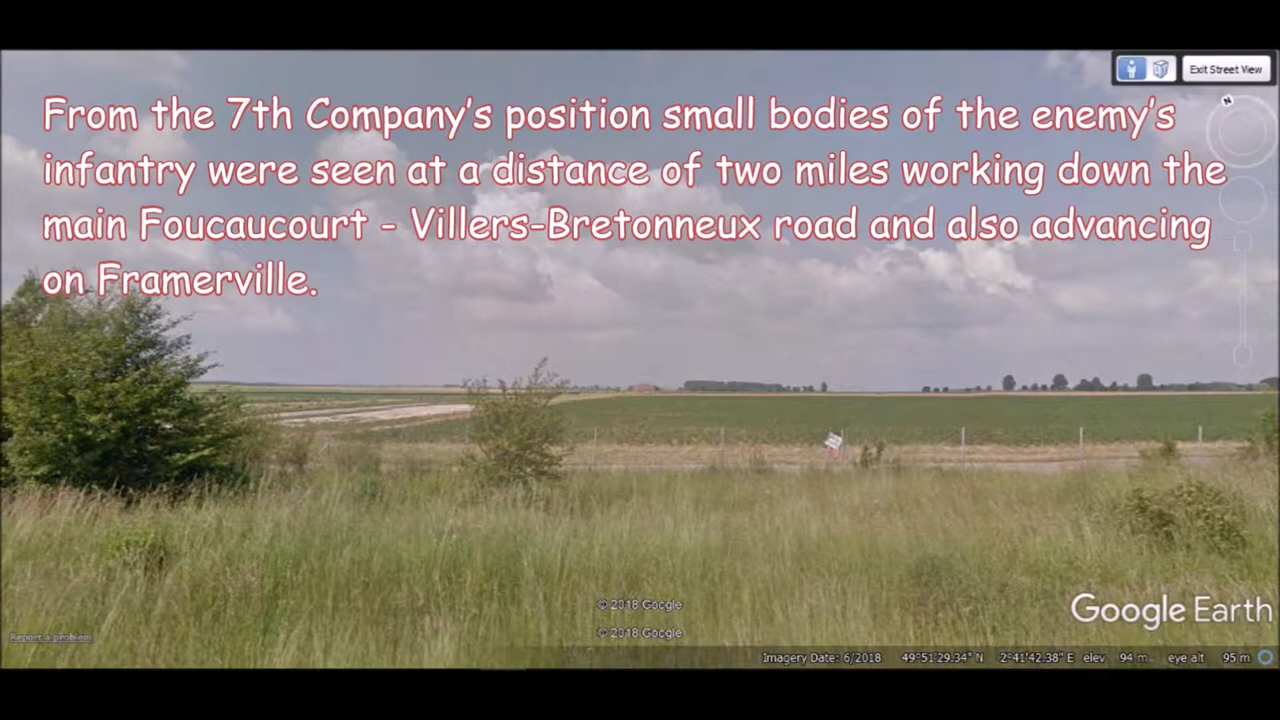 Exit Street View
N
From the 7th Company's position small bodies of the enemy's
infantry were seen at a distance of two miles working down the
main Foucaucourt - Villers-Bretonneux road and also advancing
on Framerville.
© 2018 Google
© 2018 Google
Google Earth
Report a problem
Imagery Date: 6/2018 49°51'29.34" N 2°41'42.38" E elev 94 m eye alt 95 m